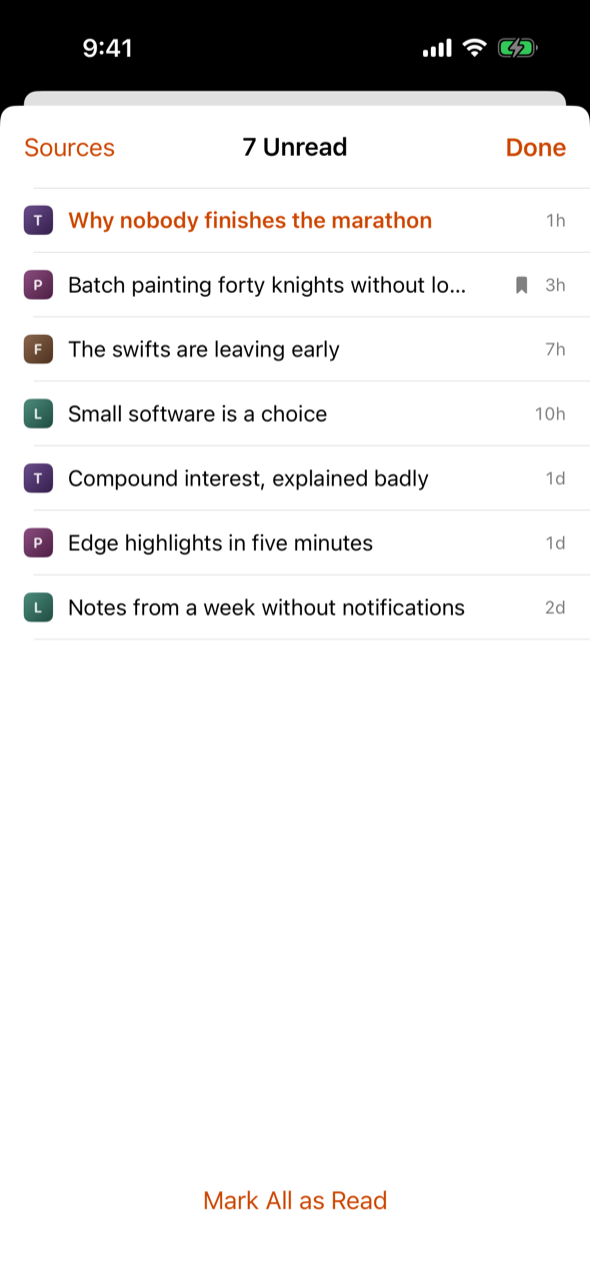 9:41
Sources 7 Unread Done
T Why nobody finishes the marathon 1h
P Batch painting forty knights without lo... 3h
F The swifts are leaving early 7h
L Small software is a choice 10h
T Compound interest, explained badly 1d
P Edge highlights in five minutes 1d
L Notes from a week without notifications 2d
Mark All as Read